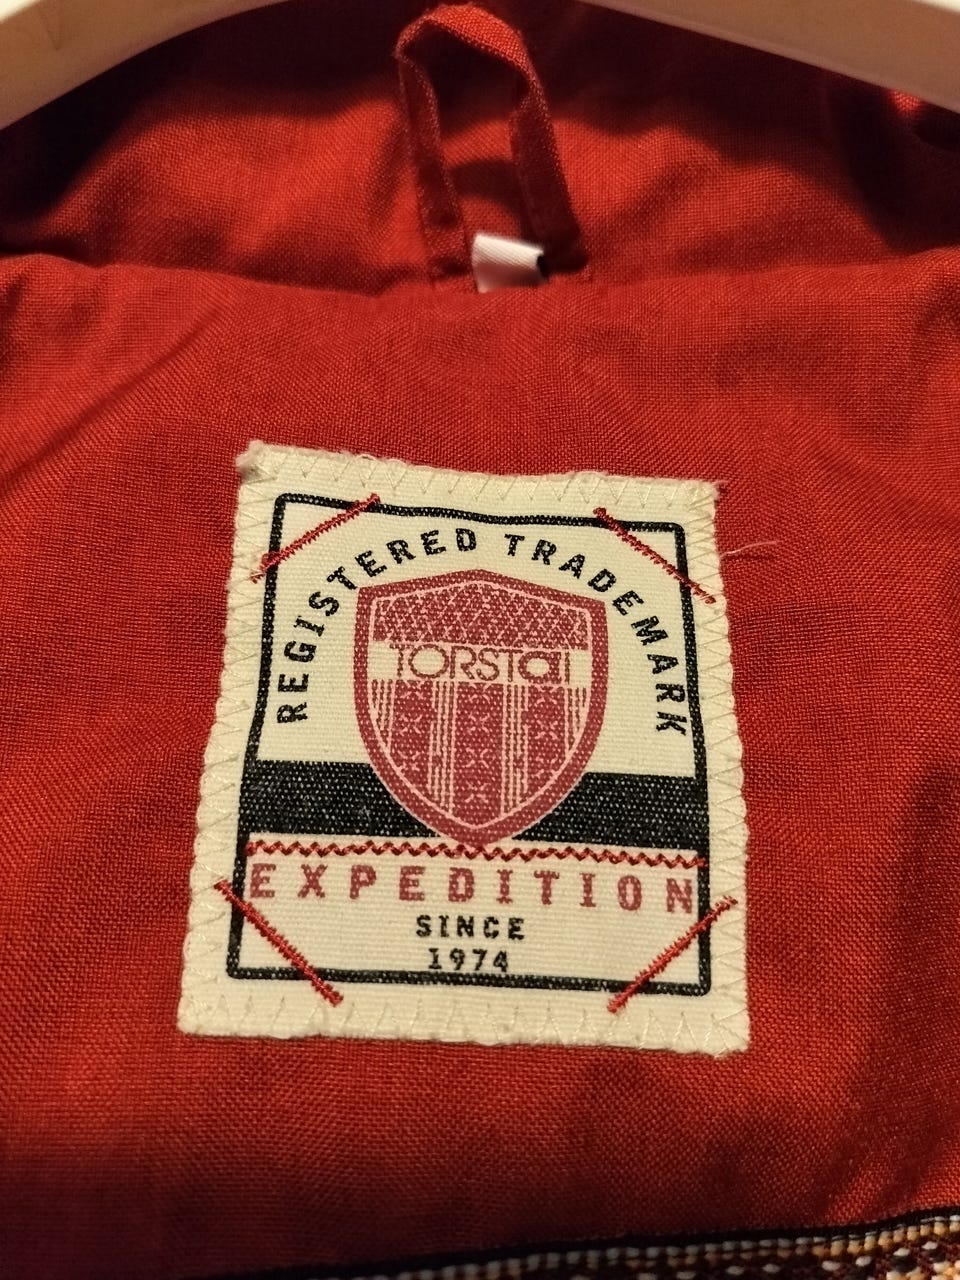 REGISTERED TRADEMARK
TORSTAI
EXPEDITION
SINCE
1974